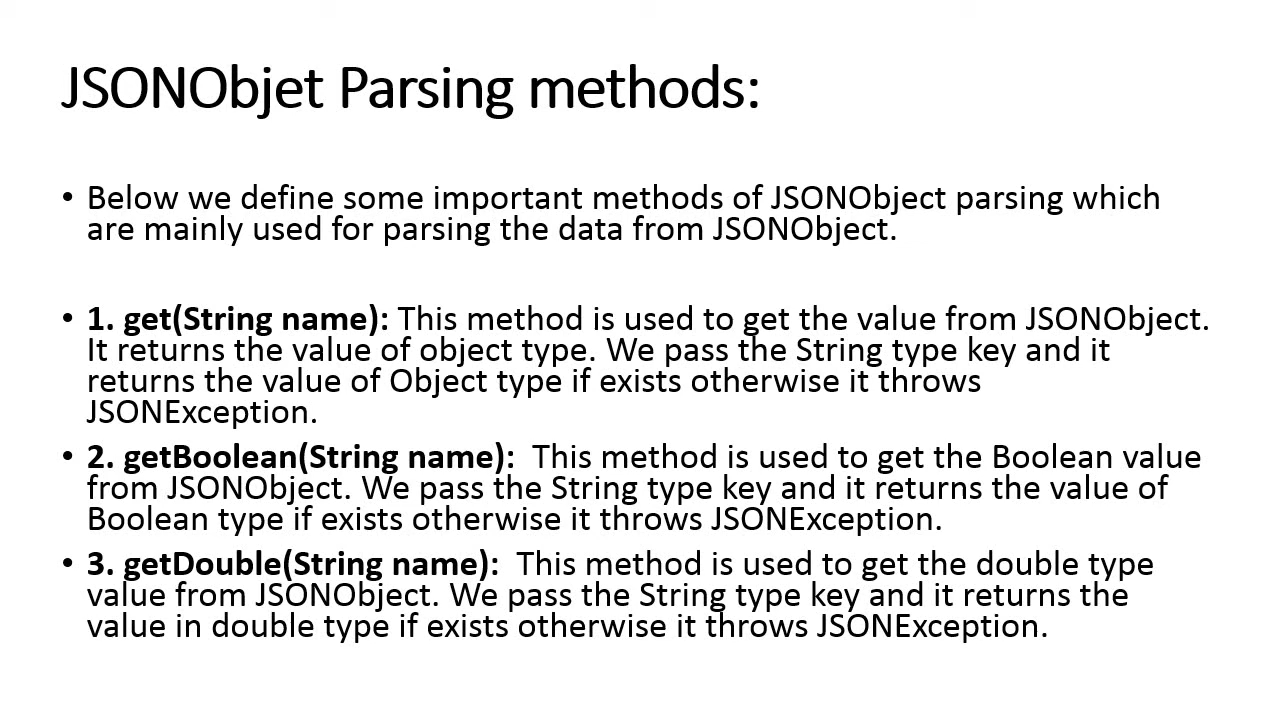 JSONObjet Parsing methods:
• Below we define some important methods of JSONObject parsing which
are mainly used for parsing the data from JSONObject.
• 1. get(String name): This method is used to get the value from JSONObject.
It returns the value of object type. We pass the String type key and it
returns the value of Object type if exists otherwise it throws
JSONException.
• 2. getBoolean(String name):  This method is used to get the Boolean value
from JSONObject. We pass the String type key and it returns the value of
Boolean type if exists otherwise it throws JSONException.
• 3. getDouble(String name):  This method is used to get the double type
value from JSONObject. We pass the String type key and it returns the
value in double type if exists otherwise it throws JSONException.